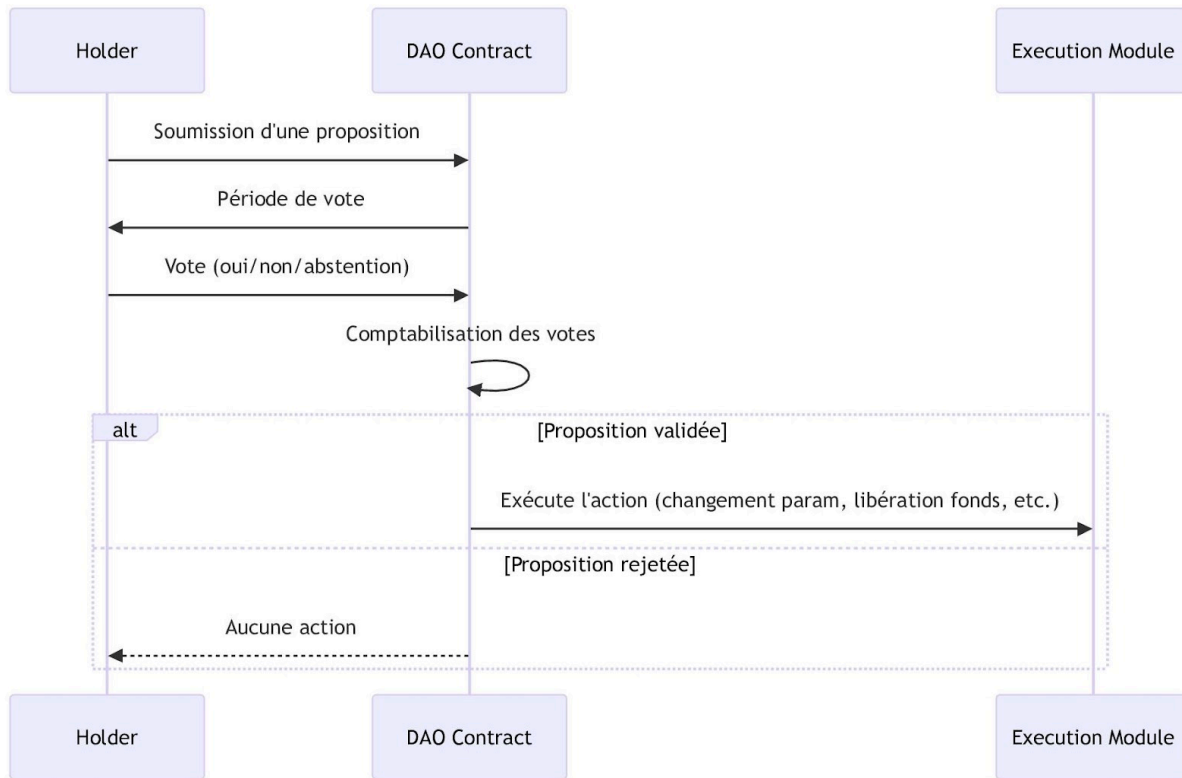 Holder
DAO Contract
Execution Module
Soumission d'une proposition
Période de vote
Vote (oui/non/abstention)
Comptabilisation des votes
alt
[Proposition validée]
Exécute l'action (changement param, libération fonds, etc.)
[Proposition rejetée]
Aucune action
Holder
DAO Contract
Execution Module